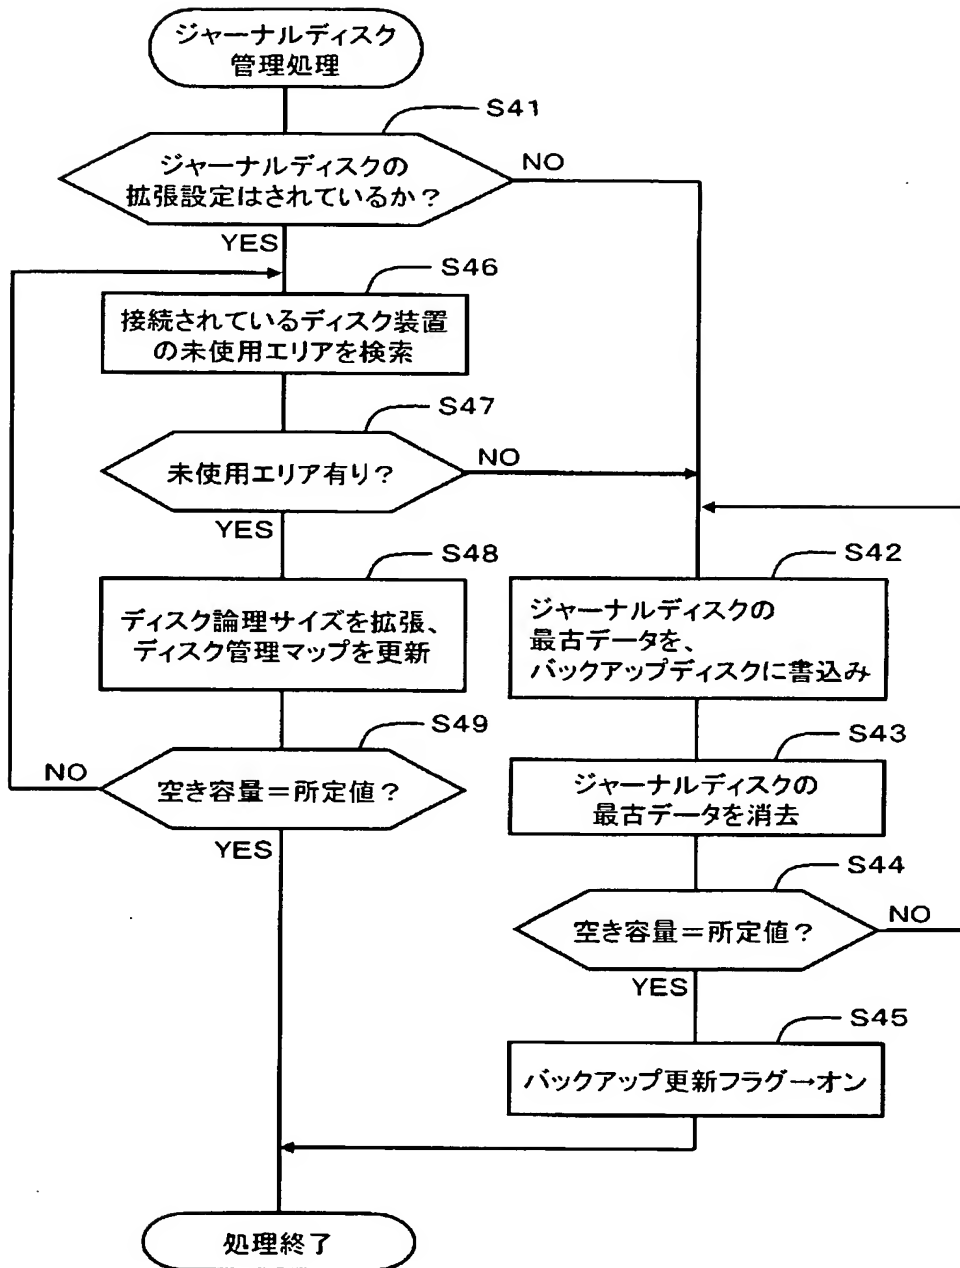 ジャーナルディスク
管理処理
S41
ジャーナルディスクの
拡張設定はされているか？
NO
YES
S46
接続されているディスク装置
の未使用エリアを検索
S47
未使用エリア有り？
NO
YES
S48
ディスク論理サイズを拡張、
ディスク管理マップを更新
S49
空き容量＝所定値？
NO
YES
S42
ジャーナルディスクの
最古データを、
バックアップディスクに書込み
S43
ジャーナルディスクの
最古データを消去
S44
空き容量＝所定値？
NO
YES
S45
バックアップ更新フラグ→オン
処理終了